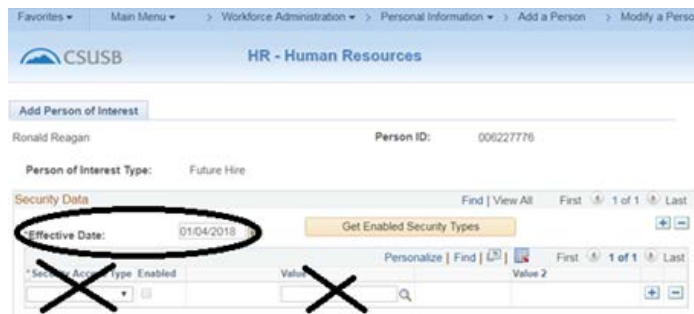 Favorites Main Menu > Workforce Administration > Personal Information > Add a Person > Modify a Perso
CSUSB HR - Human Resources
Add Person of Interest
Ronald Reagan Person ID: 006227776
Person of Interest Type: Future Hire
Security Data Find | View All First 1 of 1 Last
*Effective Date: 01/04/2018 Get Enabled Security Types
Personalize | Find | First 1 of 1 Last
*Security Access Type Enabled Value Value 2